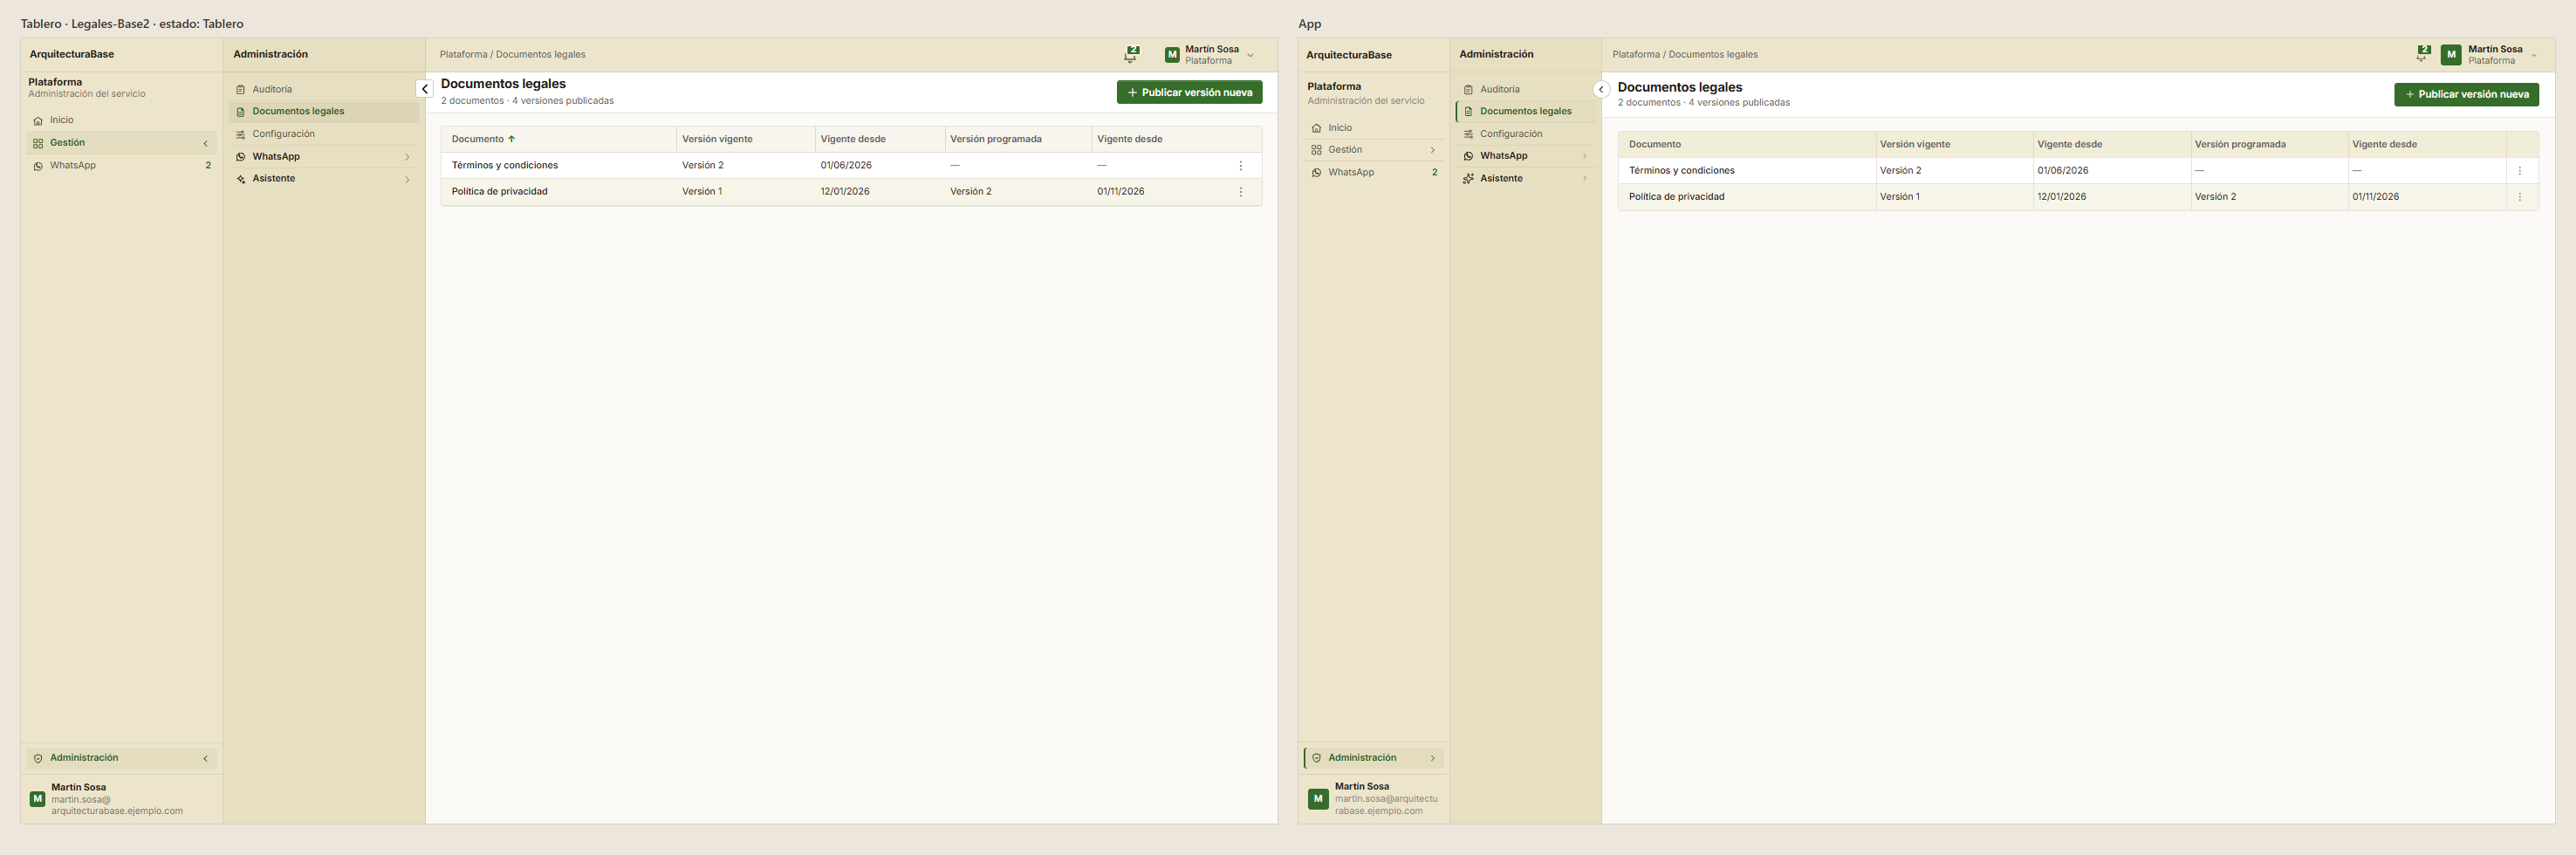 Tablero · Legales-Base2 · estado: Tablero
ArquitecturaBase
Plataforma
Administración del servicio
Inicio
Gestión
WhatsApp 2
Administración
Martín Sosa
martin.sosa@
arquitecturabase.ejemplo.com
Administración
Auditoría
Documentos legales
Configuración
WhatsApp
Asistente
Plataforma / Documentos legales
2
M
Martín Sosa
Plataforma
Documentos legales
2 documentos · 4 versiones publicadas
+ Publicar versión nueva
Documento ↑ Versión vigente Vigente desde Versión programada Vigente desde
Términos y condiciones Versión 2 01/06/2026 — —
Política de privacidad Versión 1 12/01/2026 Versión 2 01/11/2026
M
App
ArquitecturaBase
Plataforma
Administración del servicio
Inicio
Gestión
WhatsApp 2
Administración
M
Martín Sosa
martin.sosa@arquitectu
rabase.ejemplo.com
Administración
Auditoría
Documentos legales
Configuración
WhatsApp
Asistente
Plataforma / Documentos legales
2
M
Martín Sosa
Plataforma
Documentos legales
2 documentos · 4 versiones publicadas
+ Publicar versión nueva
Documento Versión vigente Vigente desde Versión programada Vigente desde
Términos y condiciones Versión 2 01/06/2026 — —
Política de privacidad Versión 1 12/01/2026 Versión 2 01/11/2026